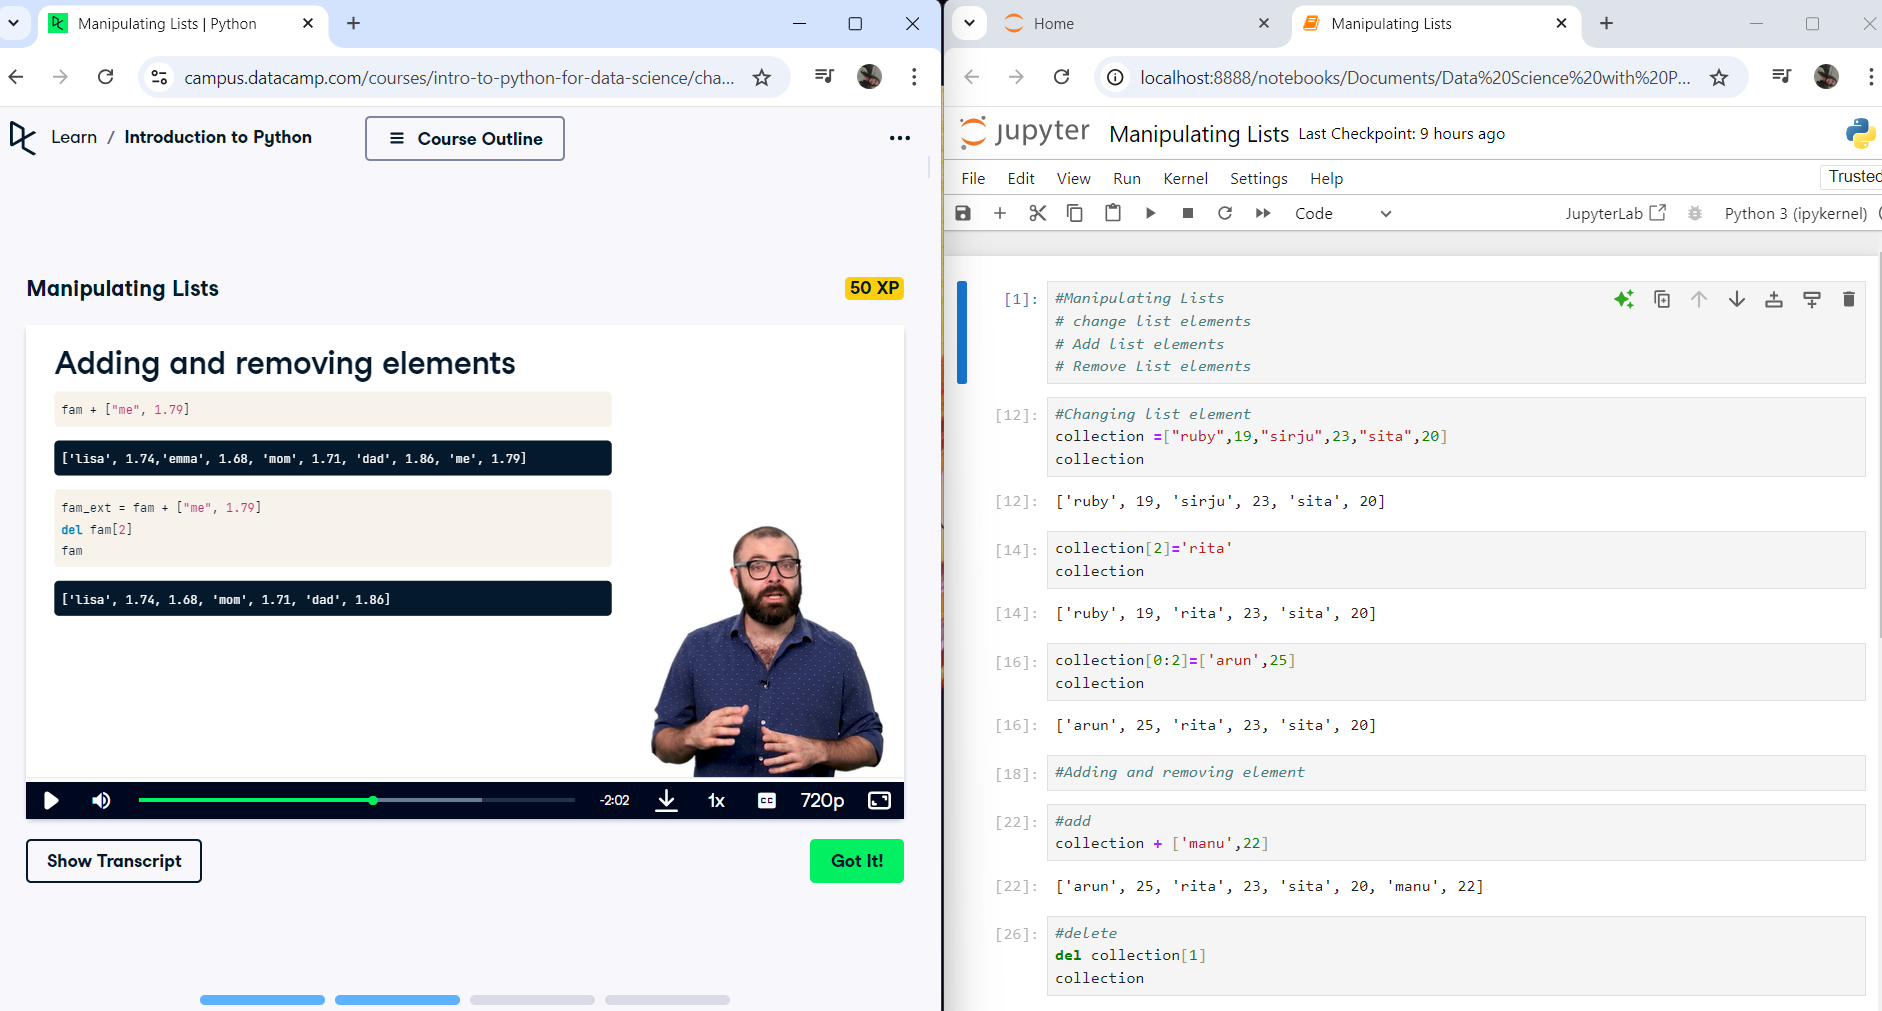 Manipulating Lists | Python
campus.datacamp.com/courses/intro-to-python-for-data-science/cha...
Learn / Introduction to Python
Course Outline
Manipulating Lists
50 XP
Adding and removing elements
fam + ["me", 1.79]
['lisa', 1.74,'emma', 1.68, 'mom', 1.71, 'dad', 1.86, 'me', 1.79]
fam_ext = fam + ["me", 1.79]
del fam[2]
fam
['lisa', 1.74, 1.68, 'mom', 1.71, 'dad', 1.86]
-2:02
1x
CC
720p
Show Transcript
Got It!
Home
Manipulating Lists
localhost:8888/notebooks/Documents/Data%20Science%20with%20P...
jupyter Manipulating Lists Last Checkpoint: 9 hours ago
File Edit View Run Kernel Settings Help
Trusted
Code
JupyterLab
Python 3 (ipykernel)
[1]: #Manipulating Lists
# change list elements
# Add list elements
# Remove List elements
[12]: #Changing list element
collection =["ruby",19,"sirju",23,"sita",20]
collection
[12]: ['ruby', 19, 'sirju', 23, 'sita', 20]
[14]: collection[2]='rita'
collection
[14]: ['ruby', 19, 'rita', 23, 'sita', 20]
[16]: collection[0:2]=['arun',25]
collection
[16]: ['arun', 25, 'rita', 23, 'sita', 20]
[18]: #Adding and removing element
[22]: #add
collection + ['manu',22]
[22]: ['arun', 25, 'rita', 23, 'sita', 20, 'manu', 22]
[26]: #delete
del collection[1]
collection